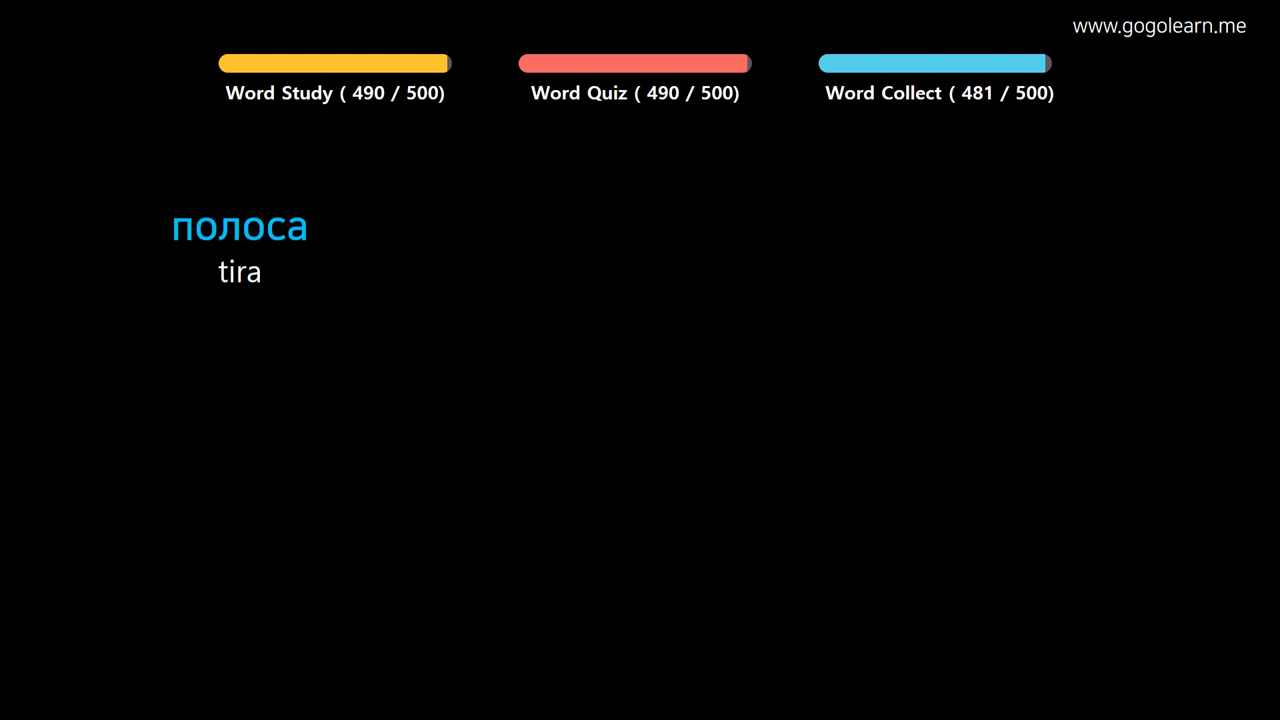 www.gogolearn.me
Word Study ( 490 / 500)
Word Quiz ( 490 / 500)
Word Collect ( 481 / 500)
полоса
tira